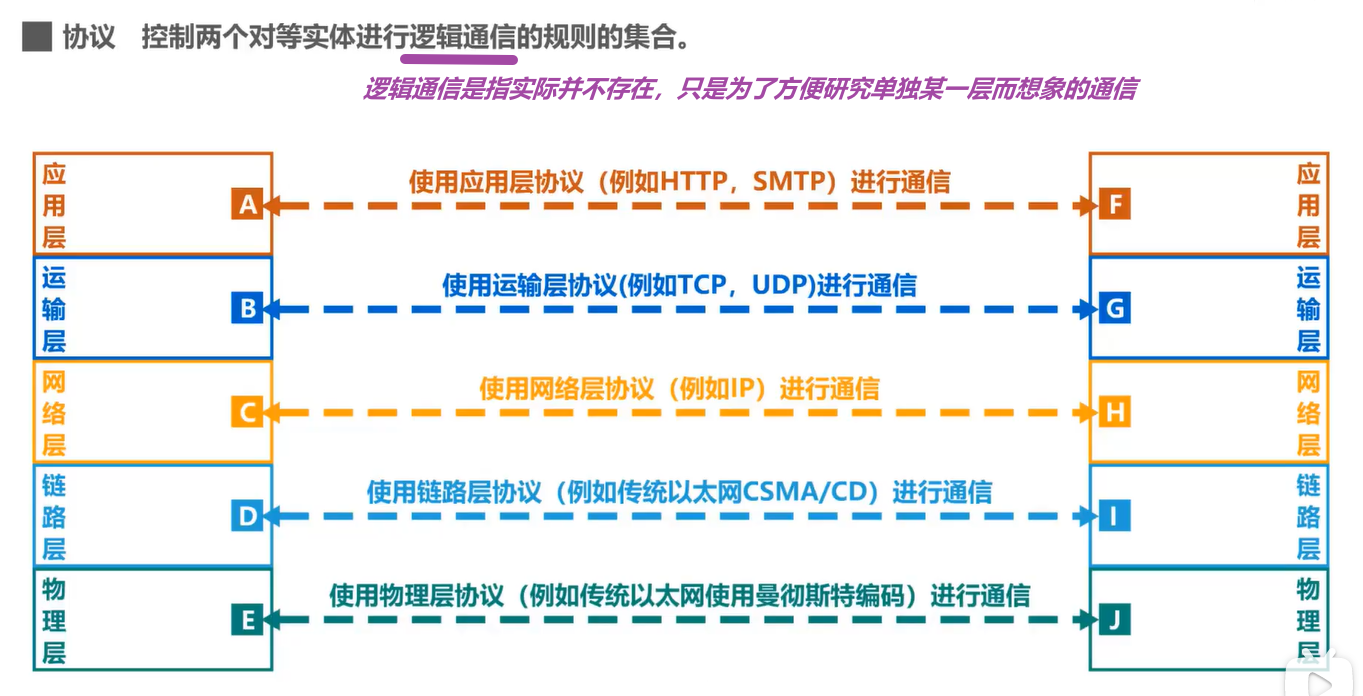 协议 控制两个对等实体进行逻辑通信的规则的集合。
逻辑通信是指实际并不存在，只是为了方便研究单独某一层而想象的通信
应用层
A
使用应用层协议（例如HTTP，SMTP）进行通信
F
应用层
运输层
B
使用运输层协议(例如TCP，UDP)进行通信
G
运输层
网络层
C
使用网络层协议（例如IP）进行通信
H
网络层
链路层
D
使用链路层协议（例如传统以太网CSMA/CD）进行通信
I
链路层
物理层
E
使用物理层协议（例如传统以太网使用曼彻斯特编码）进行通信
J
物理层